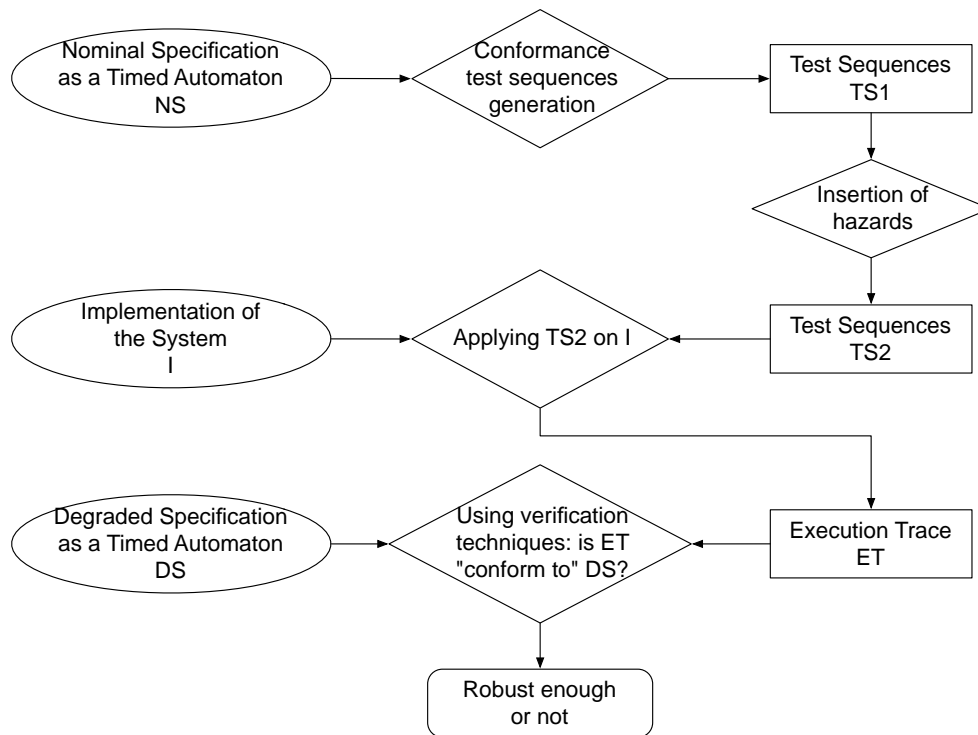 Nominal Specification
as a Timed Automaton
NS
Conformance
test sequences
generation
Test Sequences
TS1
Insertion of
hazards
Implementation of
the System
I
Applying TS2 on I
Test Sequences
TS2
Degraded Specification
as a Timed Automaton
DS
Using verification
techniques: is ET
"conform to" DS?
Execution Trace
ET
Robust enough
or not